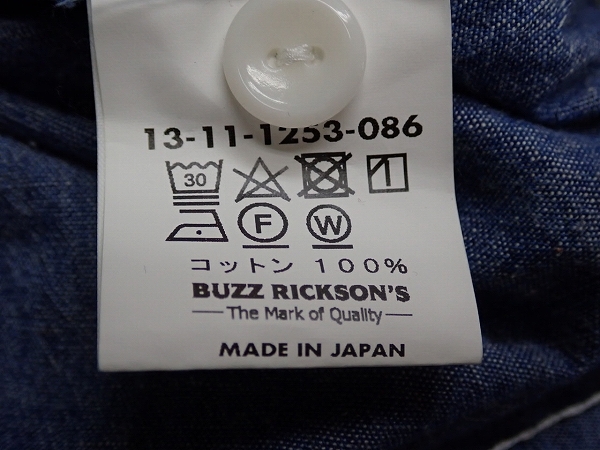 13-11-1253-086
30
F W
コットン 100%
BUZZ RICKSON'S
The Mark of Quality
MADE IN JAPAN